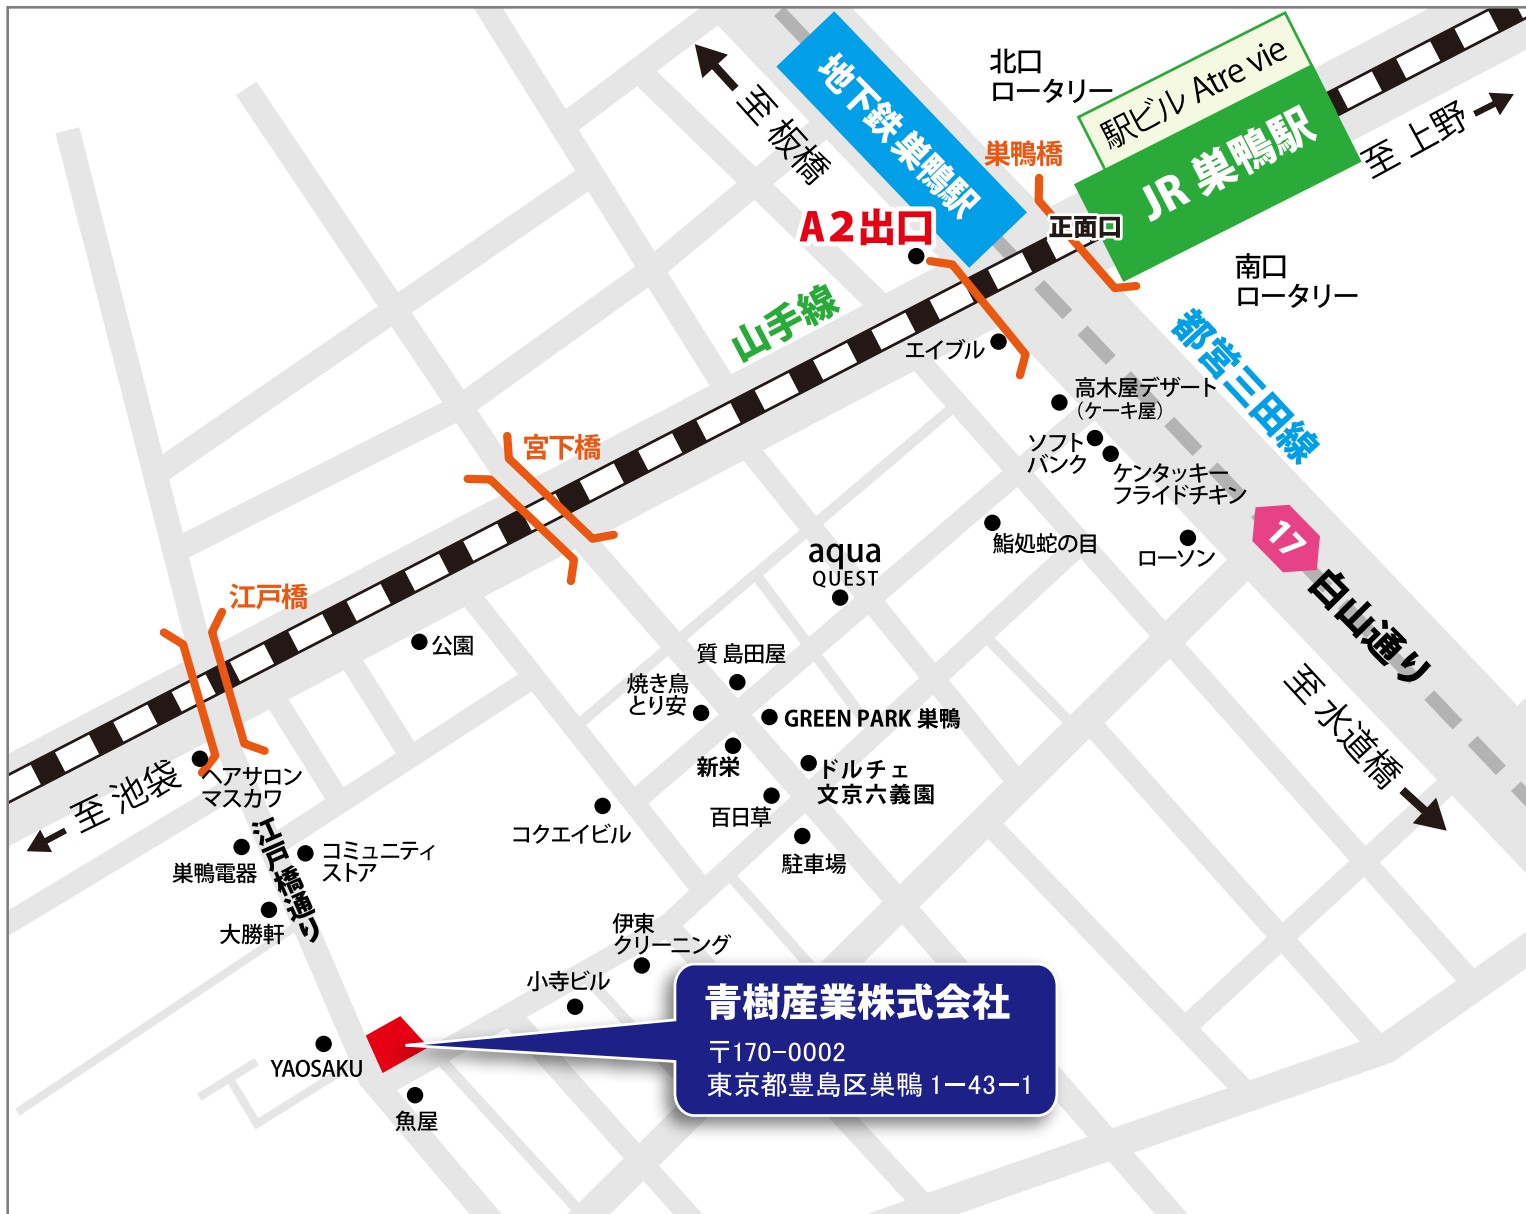 北口
ロータリー
駅ビル Atre vie
JR 巣鴨駅
至 上野
地下鉄 巣鴨駅
至 板橋
巣鴨橋
正面口
A2出口
南口
ロータリー
山手線
都営三田線
エイブル
高木屋デザート
（ケーキ屋）
ソフト
バンク
ケンタッキー
フライドチキン
宮下橋
鮨処蛇の目
ローソン
17
白山通り
至 水道橋
aqua
QUEST
江戸橋
公園
質 島田屋
焼き鳥
とり安
GREEN PARK 巣鴨
新栄
ドルチェ
文京六義園
百日草
駐車場
コクエイビル
至 池袋
ヘアサロン
マスカワ
江戸橋通り
巣鴨電器
コミュニティ
ストア
大勝軒
伊東
クリーニング
小寺ビル
YAOSAKU
魚屋
青樹産業株式会社
〒170−0002
東京都豊島区巣鴨 1−43−1